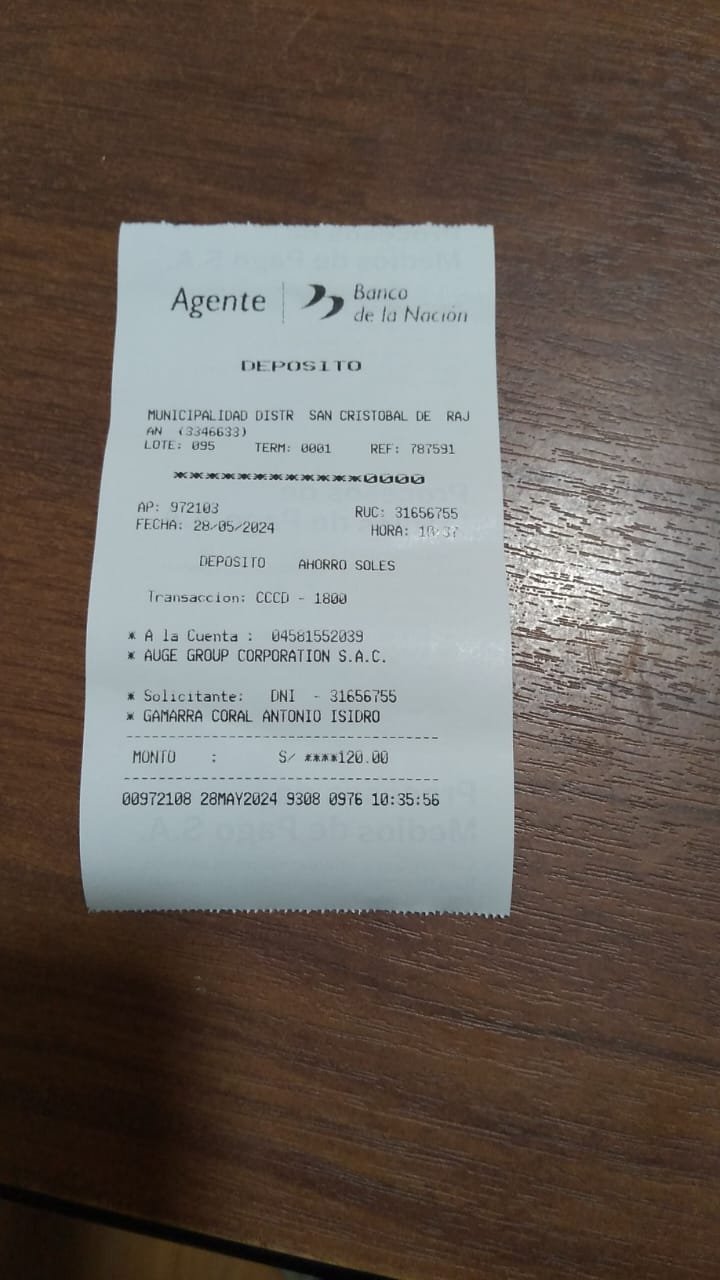 Agente Banco de la Nación
DEPOSITO
MUNICIPALIDAD DISTR SAN CRISTOBAL DE RAJ
AN (3346633)
LOTE: 095 TERM: 0001 REF: 787591
************0000
AP: 972103 RUC: 31656755
FECHA: 28/05/2024 HORA:
DEPOSITO AHORRO SOLES
Transaccion: CCCD - 1800
* A la Cuenta : 04581552039
* AUGE GROUP CORPORATION S.A.C.
* Solicitante: DNI - 31656755
* GAMARRA CORAL ANTONIO ISIDRO
MONTO : S/ ****120.00
00972108 28MAY2024 9308 0976 10:35:56